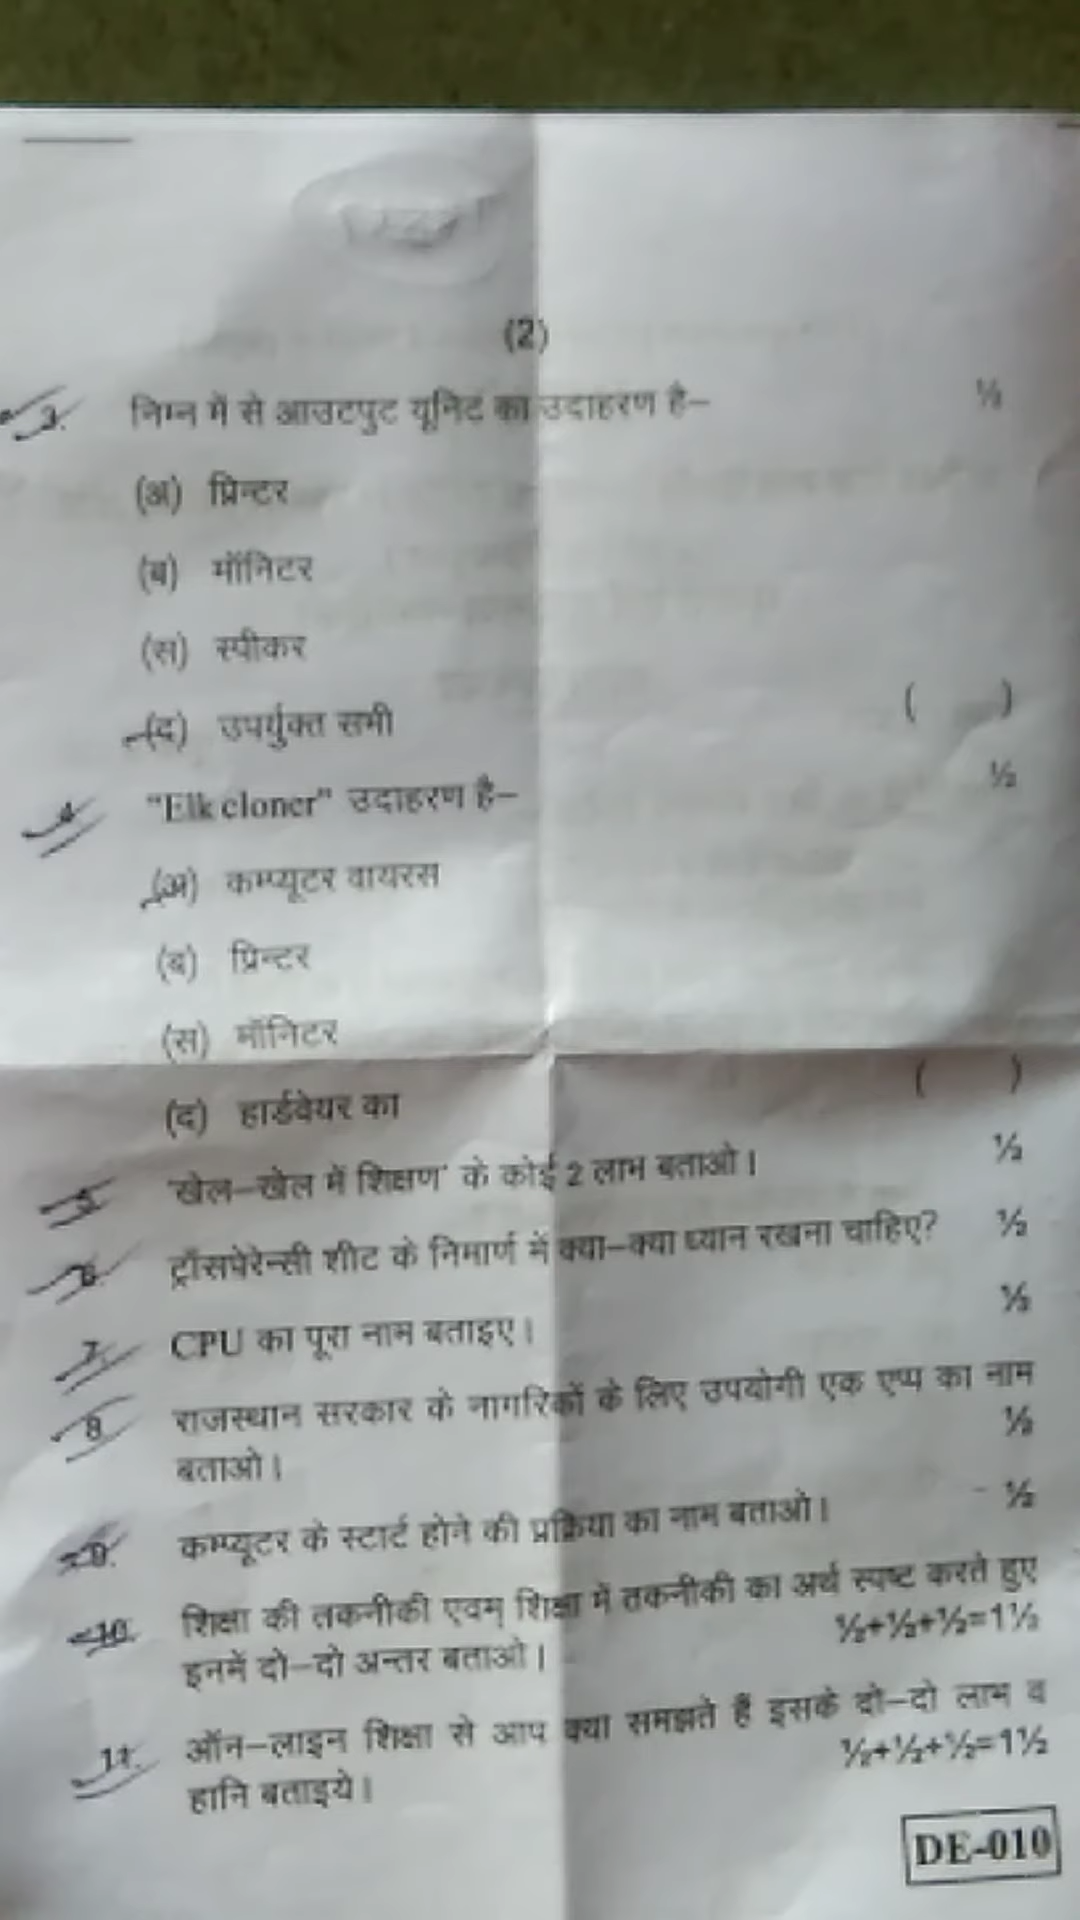 (2)
3. निम्न में से आउटपुट यूनिट का उदाहरण है– ½
(अ) प्रिन्टर
(ब) मॉनिटर
(स) स्पीकर
(द) उपर्युक्त सभी ( )
4. "Elk cloner" उदाहरण है– ½
(अ) कम्प्यूटर वायरस
(ब) प्रिन्टर
(स) मॉनिटर
(द) हार्डवेयर का ( )
5. 'खेल–खेल में शिक्षण' के कोई 2 लाभ बताओ। ½
6. ट्राँसपेरेन्सी शीट के निमार्ण में क्या–क्या ध्यान रखना चाहिए? ½
7. CPU का पूरा नाम बताइए। ½
8. राजस्थान सरकार के नागरिकों के लिए उपयोगी एक एप्प का नाम
बताओ। ½
9. कम्प्यूटर के स्टार्ट होने की प्रक्रिया का नाम बताओ। ½
10. शिक्षा की तकनीकी एवम् शिक्षा में तकनीकी का अर्थ स्पष्ट करते हुए
इनमें दो–दो अन्तर बताओ। ½+½+½=1½
11. ऑन–लाइन शिक्षा से आप क्या समझते हैं इसके दो–दो लाभ व
हानि बताइये। ½+½+½=1½
DE-010